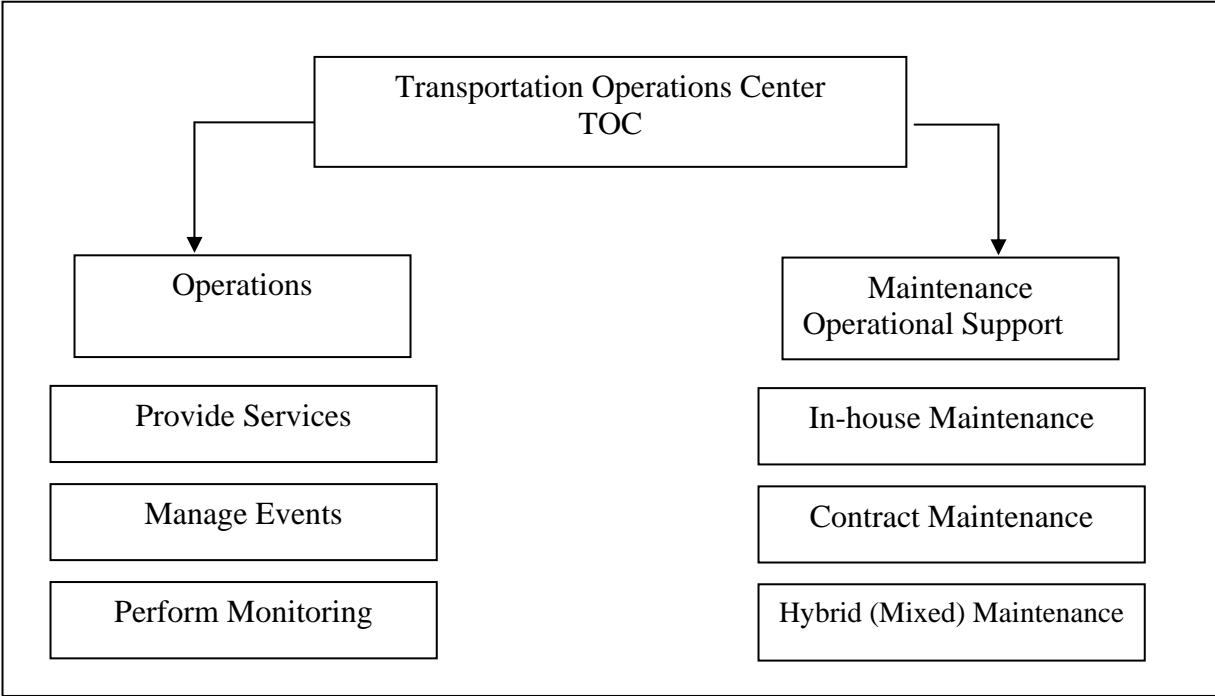 Transportation Operations Center
TOC
Operations
Provide Services
Manage Events
Perform Monitoring
Maintenance
Operational Support
In-house Maintenance
Contract Maintenance
Hybrid (Mixed) Maintenance